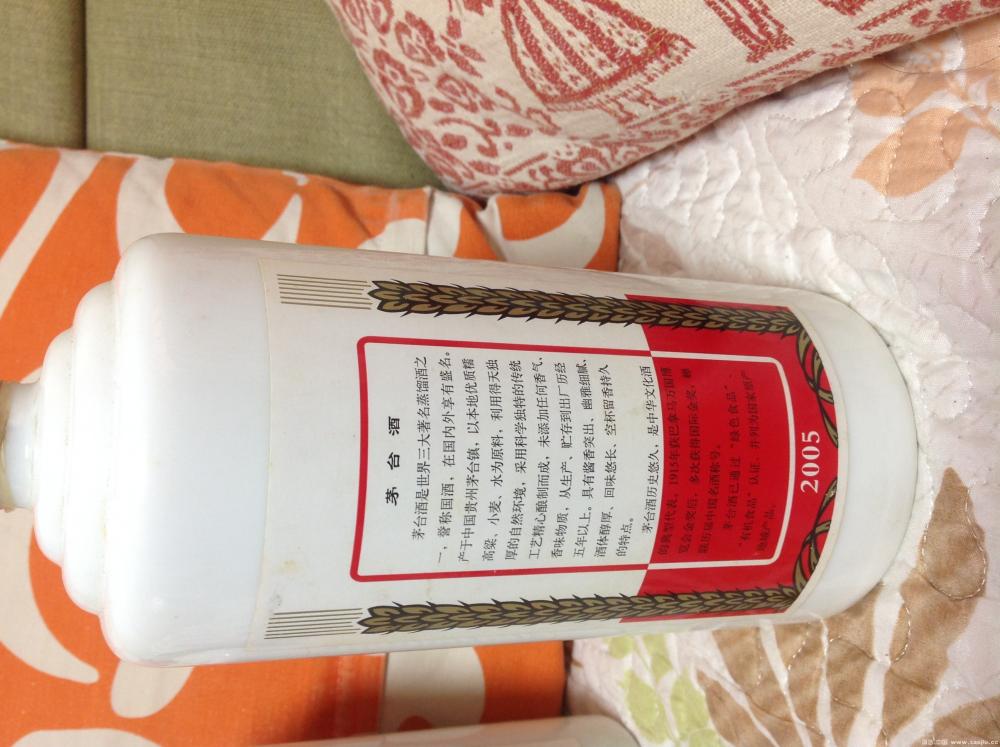 茅台酒
茅台酒是世界三大著名蒸馏酒之
一，誉称国酒，在国内外享有盛名。
产于中国贵州茅台镇，以本地优质糯
高粱、小麦、水为原料，利用得天独
厚的自然环境，采用科学独特的传统
工艺精心酿制而成，未添加任何香气、
香味物质，从生产、贮存到出厂历经
五年以上。具有酱香突出、幽雅细腻、
酒体醇厚、回味悠长、空杯留香持久
的特点。
茅台酒历史悠久，是中华文化酒
的典型代表，1915年获巴拿马万国博
览会金奖后，多次获得国际金奖，蝉
联历届中国名酒称号。
茅台酒已通过“绿色食品”、
“有机食品”认证，并列为国家原产
地域产品。
2005
www.cangjiu.cc